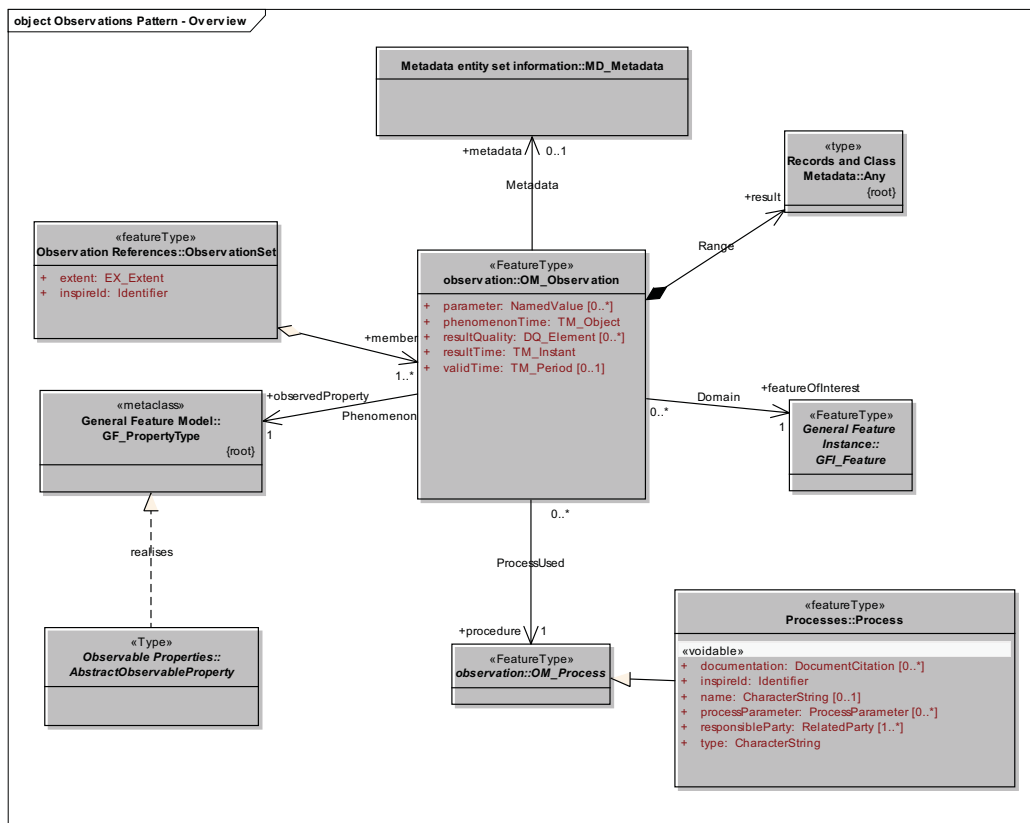 object Observations Pattern - Overview
Metadata entity set information::MD_Metadata
+metadata
0..1
Metadata
«type»
Records and Class
Metadata::Any
{root}
+result
Range
«featureType»
Observation References::ObservationSet
+ extent: EX_Extent
+ inspireId: Identifier
«FeatureType»
observation::OM_Observation
+ parameter: NamedValue [0..*]
+ phenomenonTime: TM_Object
+ resultQuality: DQ_Element [0..*]
+ resultTime: TM_Instant
+ validTime: TM_Period [0..1]
+member
1..*
+observedProperty
Phenomenon
1
«metaclass»
General Feature Model::
GF_PropertyType
{root}
0..*
Domain
+featureOfInterest
1
«FeatureType»
General Feature
Instance::
GFI_Feature
0..*
realises
ProcessUsed
«Type»
Observable Properties::
AbstractObservableProperty
+procedure
1
«FeatureType»
observation::OM_Process
«featureType»
Processes::Process
«voidable»
+ documentation: DocumentCitation [0..*]
+ inspireId: Identifier
+ name: CharacterString [0..1]
+ processParameter: ProcessParameter [0..*]
+ responsibleParty: RelatedParty [1..*]
+ type: CharacterString